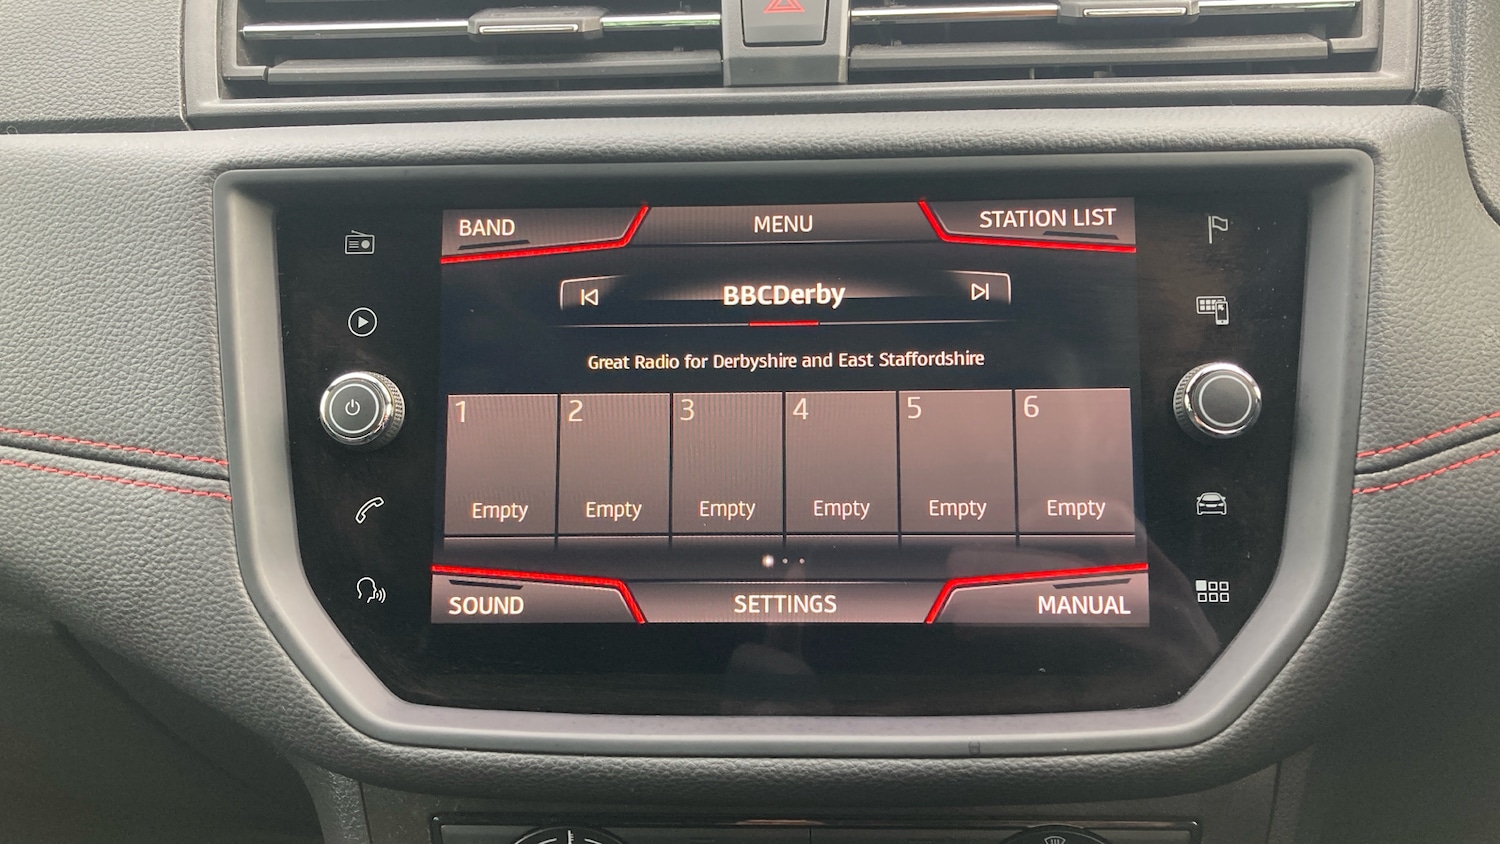 BAND
MENU
STATION LIST
BBCDerby
Great Radio for Derbyshire and East Staffordshire
1 2 3 4 5 6
Empty Empty Empty Empty Empty Empty
SOUND
SETTINGS
MANUAL